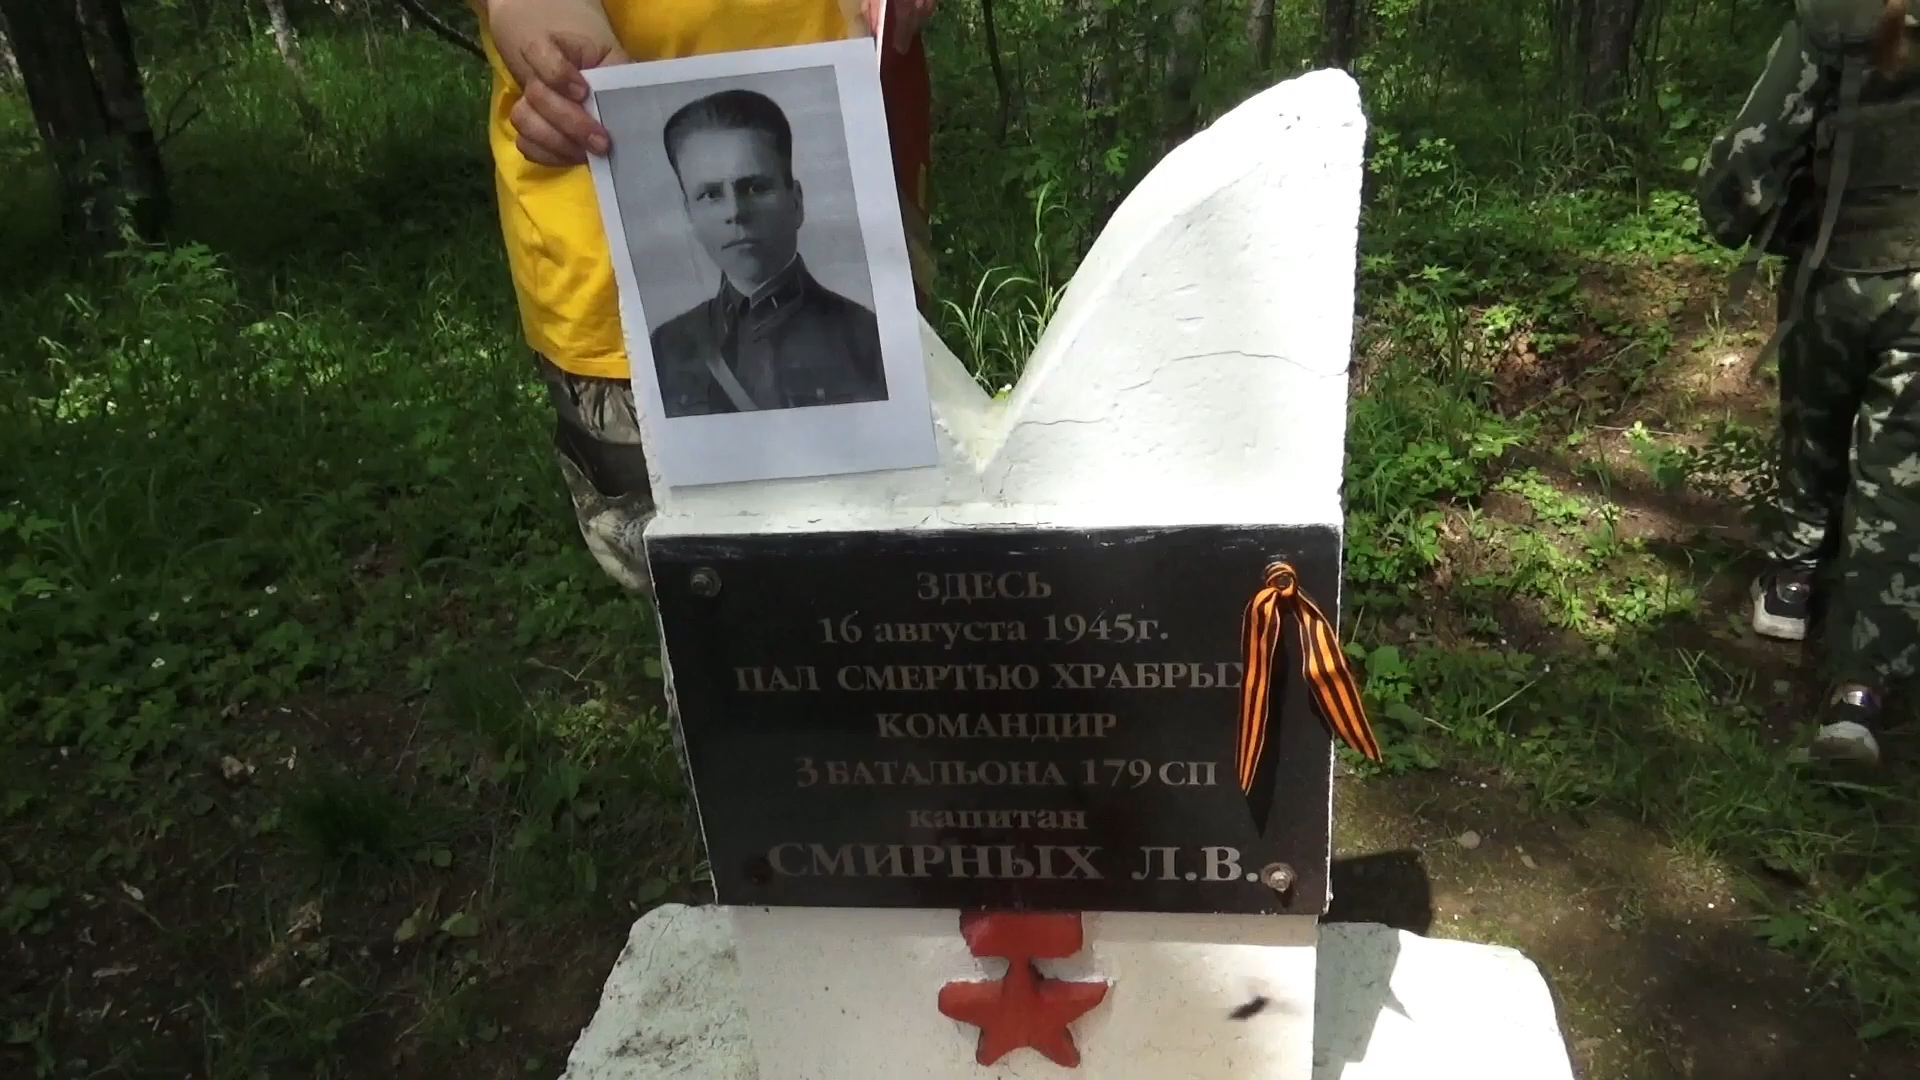 ЗДЕСЬ
16 августа 1945г.
ПАЛ СМЕРТЬЮ ХРАБРЫХ
КОМАНДИР
3 БАТАЛЬОНА 179 СП
капитан
СМИРНЫХ Л.В.